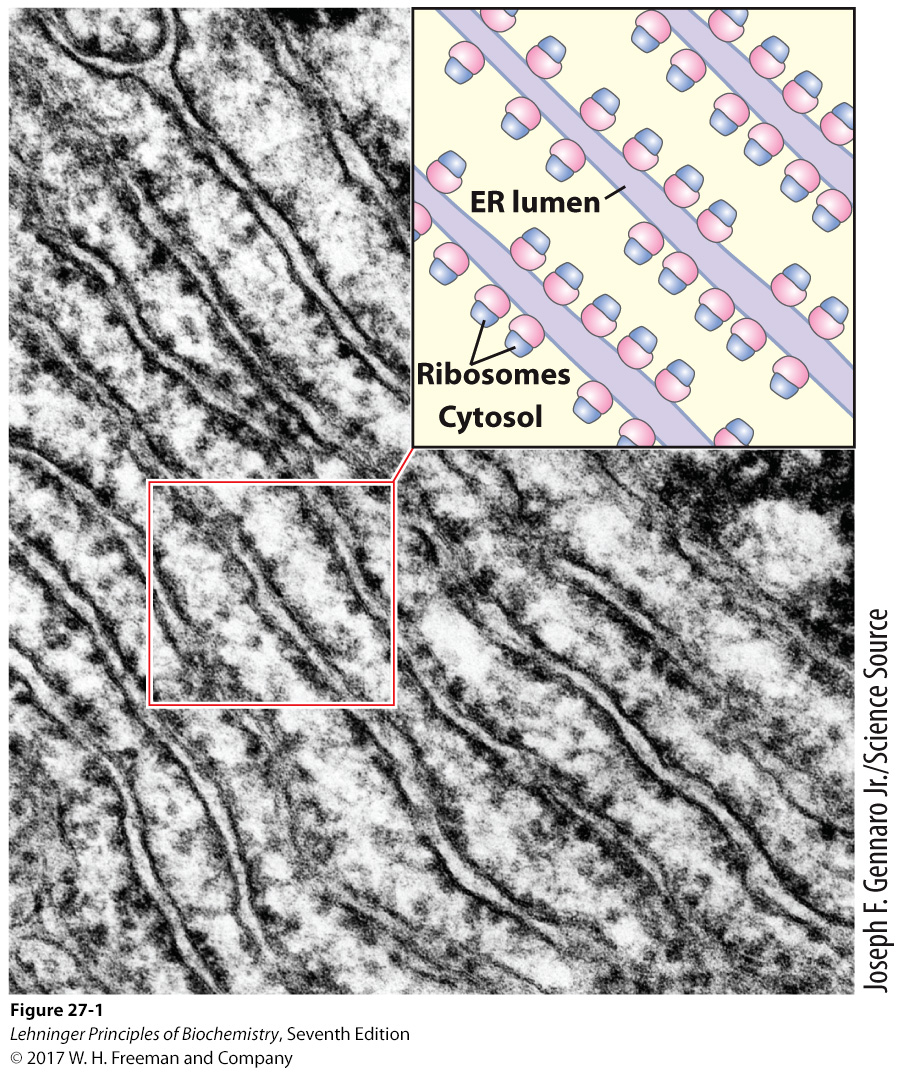 ER lumen
Ribosomes
Cytosol
Joseph F. Gennaro Jr./Science Source
Figure 27-1
Lehninger Principles of Biochemistry, Seventh Edition
© 2017 W. H. Freeman and Company